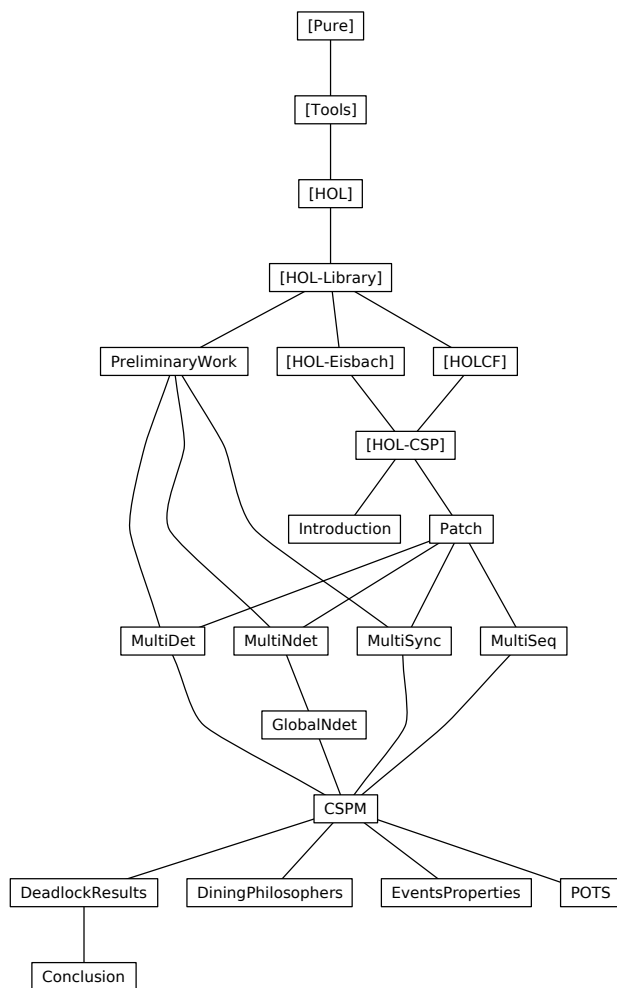 [Pure]
[Tools]
[HOL]
[HOL-Library]
PreliminaryWork
[HOL-Eisbach]
[HOLCF]
[HOL-CSP]
Introduction
Patch
MultiDet
MultiNdet
MultiSync
MultiSeq
GlobalNdet
CSPM
DeadlockResults
DiningPhilosophers
EventsProperties
POTS
Conclusion